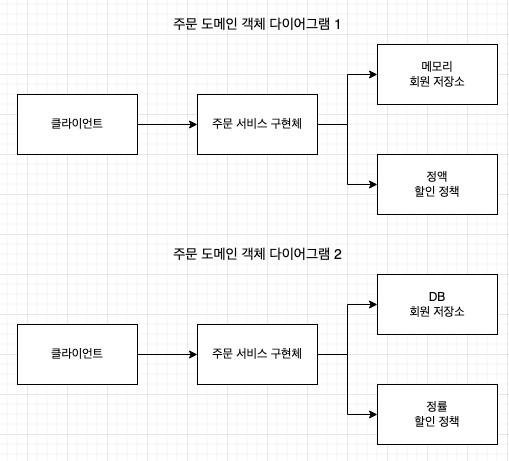 주문 도메인 객체 다이어그램 1
메모리
회원 저장소
클라이언트
주문 서비스 구현체
정액
할인 정책
주문 도메인 객체 다이어그램 2
DB
회원 저장소
클라이언트
주문 서비스 구현체
정률
할인 정책